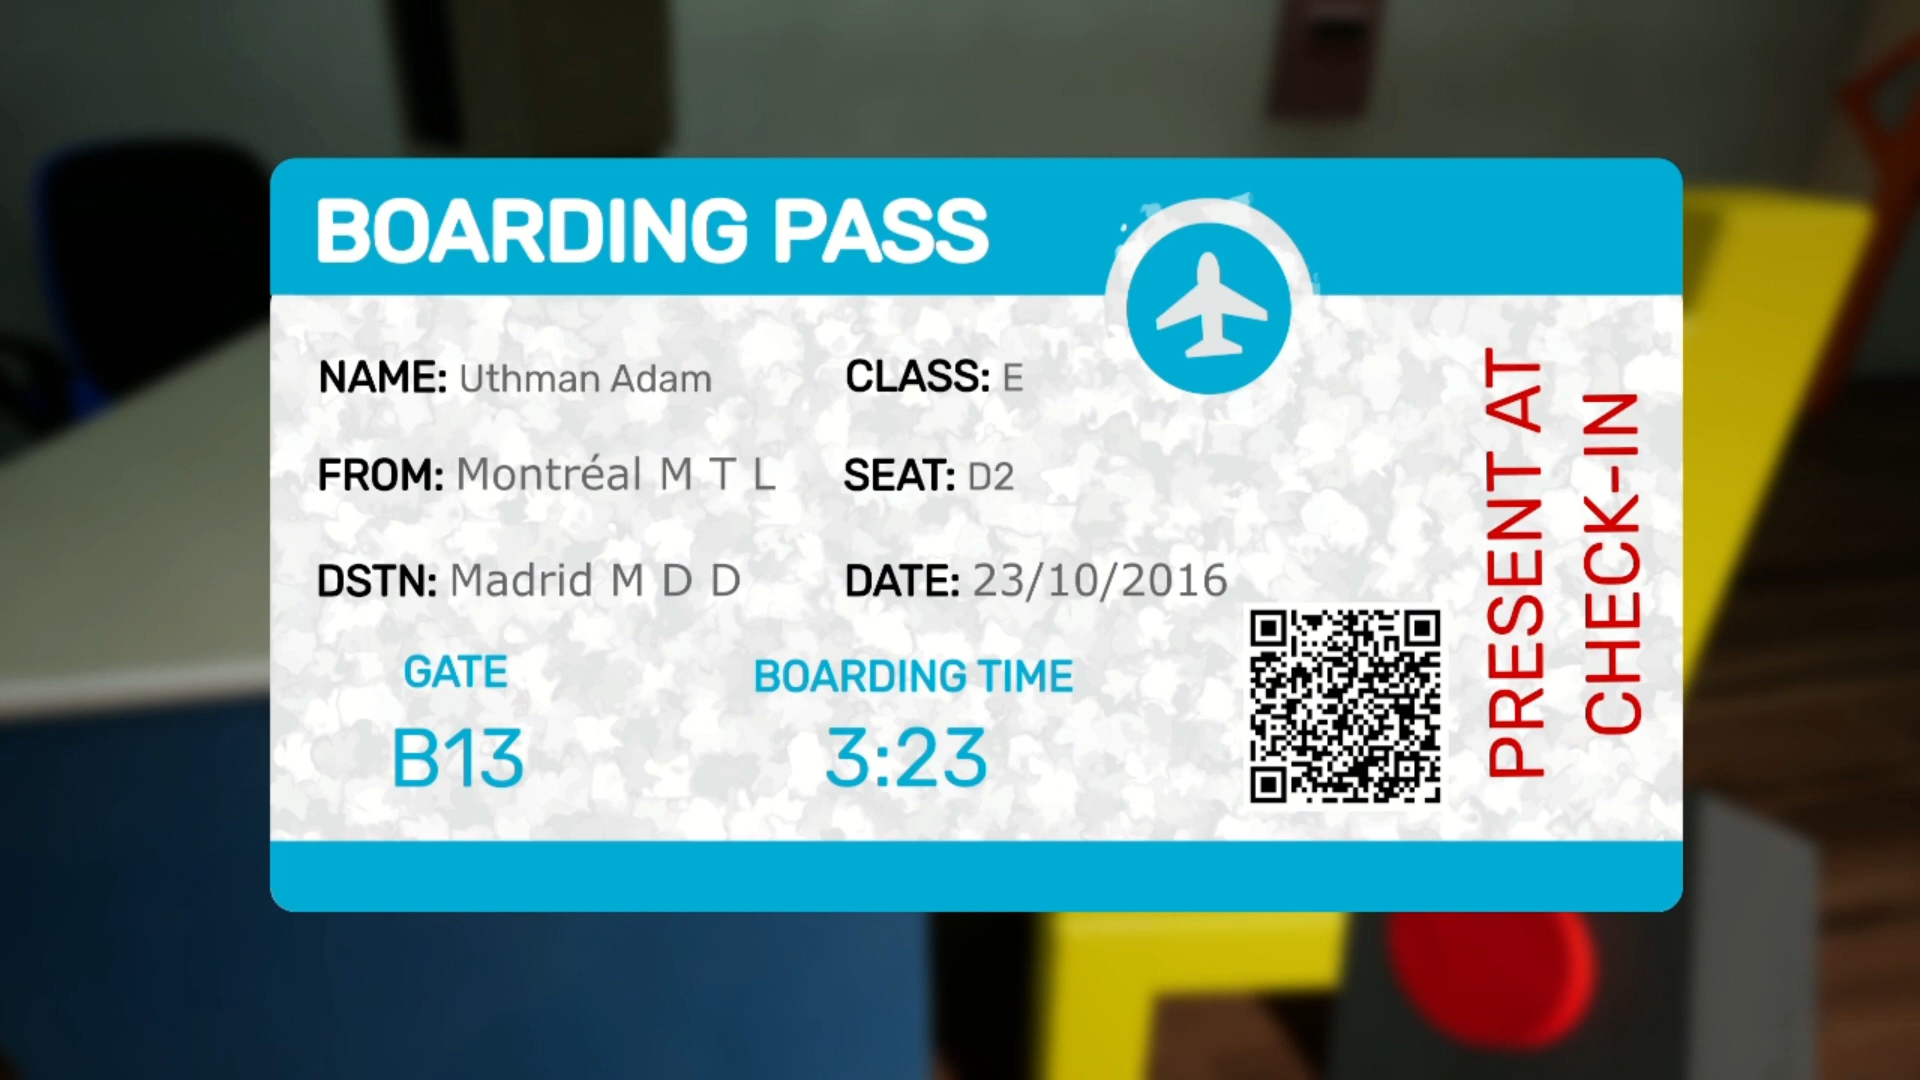 BOARDING PASS
NAME: Uthman Adam
CLASS: E
FROM: Montréal M T L
SEAT: D2
DSTN: Madrid M D D
DATE: 23/10/2016
GATE
BOARDING TIME
B13
3:23
PRESENT AT
CHECK-IN